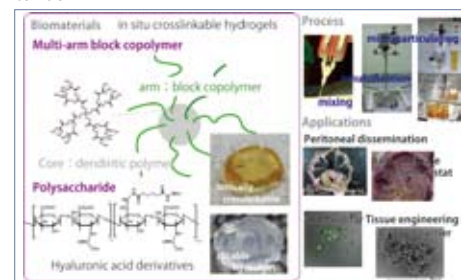 Biomaterials in situ crosslinkable hydrogels
Multi-arm block copolymer
arm : block copolymer
Core : dendritic polymer
Polysaccharide
Hyaluronic acid derivatives
Process
mixing
Applications
Peritoneal dissemination
Tissue engineering